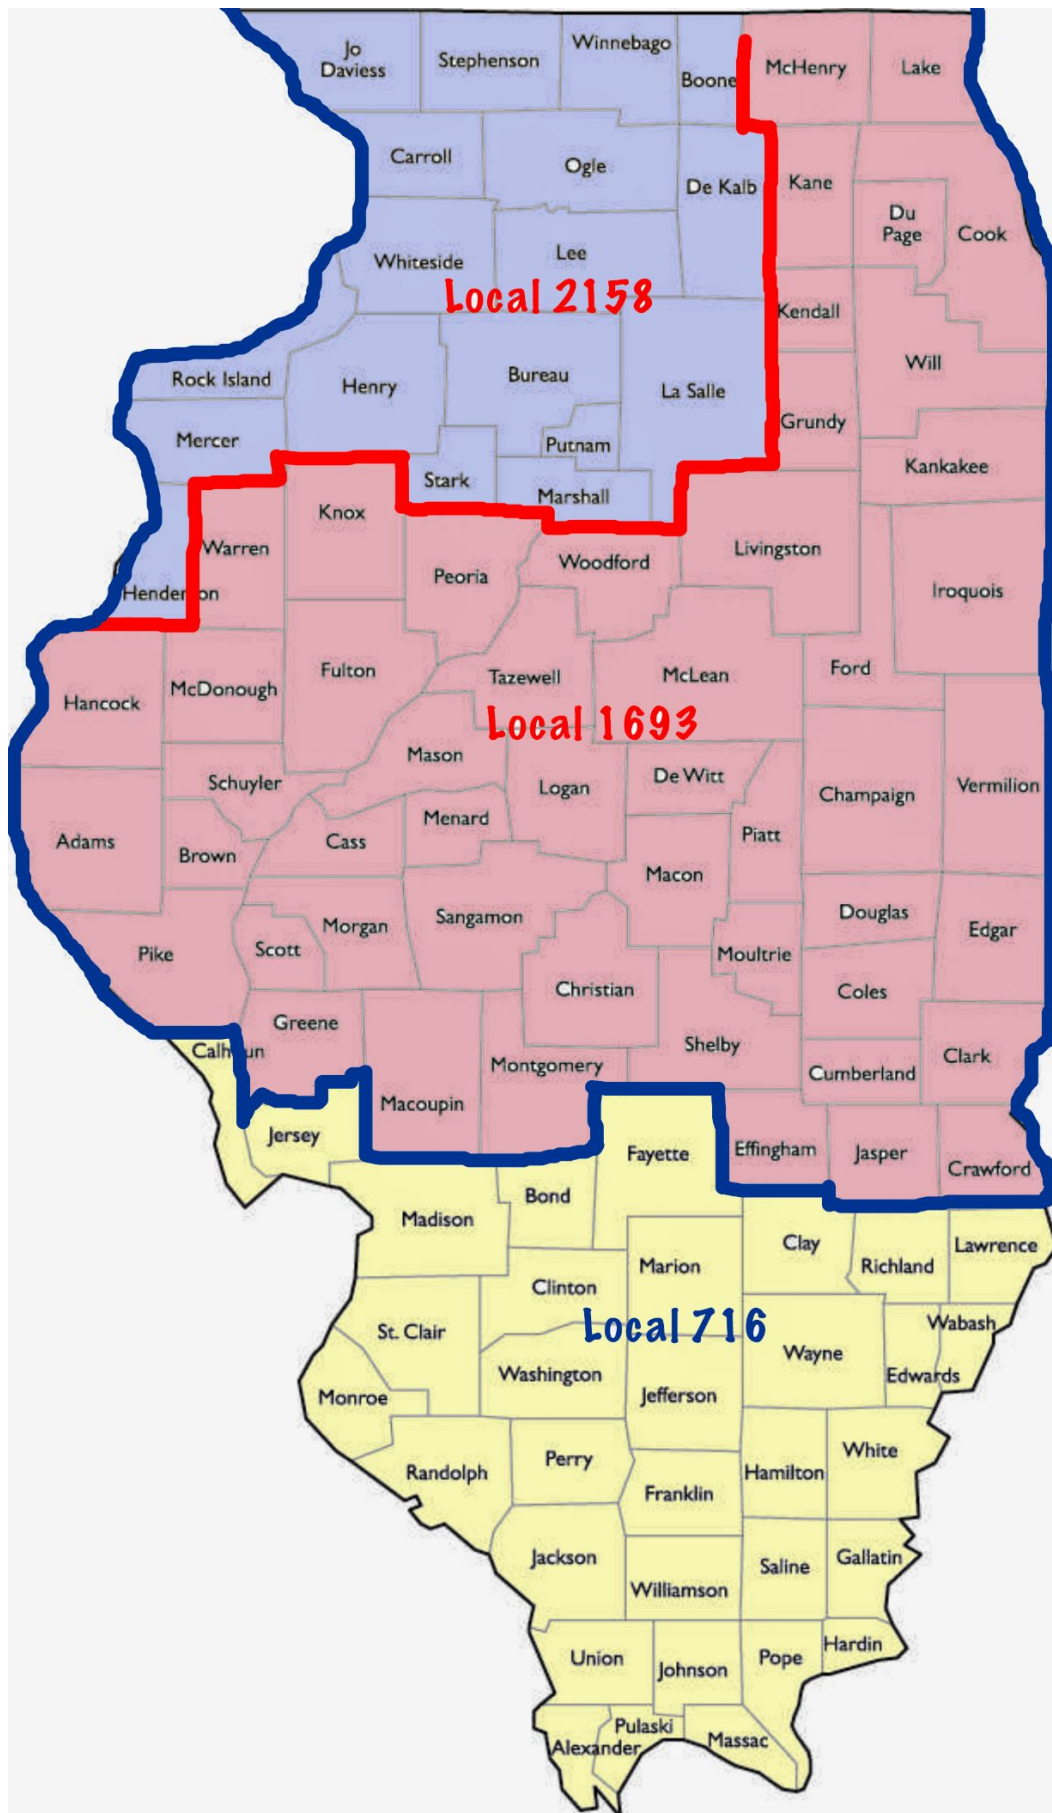 Jo
Daviess
Stephenson
Winnebago
Boone
McHenry
Lake
Carroll
Ogle
De Kalb
Kane
Du
Page
Cook
Whiteside
Lee
Local 2158
Kendall
Rock Island
Henry
Bureau
La Salle
Will
Mercer
Putnam
Grundy
Stark
Marshall
Kankakee
Knox
Warren
Peoria
Woodford
Livingston
Henderson
Iroquois
Hancock
McDonough
Fulton
Tazewell
McLean
Ford
Local 1693
Schuyler
Mason
Logan
De Witt
Champaign
Vermilion
Adams
Brown
Cass
Menard
Macon
Piatt
Pike
Scott
Morgan
Sangamon
Christian
Moultrie
Douglas
Edgar
Coles
Greene
Calhoun
Macoupin
Montgomery
Shelby
Cumberland
Clark
Jersey
Fayette
Effingham
Jasper
Crawford
Madison
Bond
Clinton
Marion
Clay
Richland
Lawrence
Local 716
St. Clair
Washington
Jefferson
Wayne
Edwards
Wabash
Monroe
Randolph
Perry
Franklin
Hamilton
White
Jackson
Williamson
Saline
Gallatin
Union
Johnson
Pope
Hardin
Alexander
Pulaski
Massac